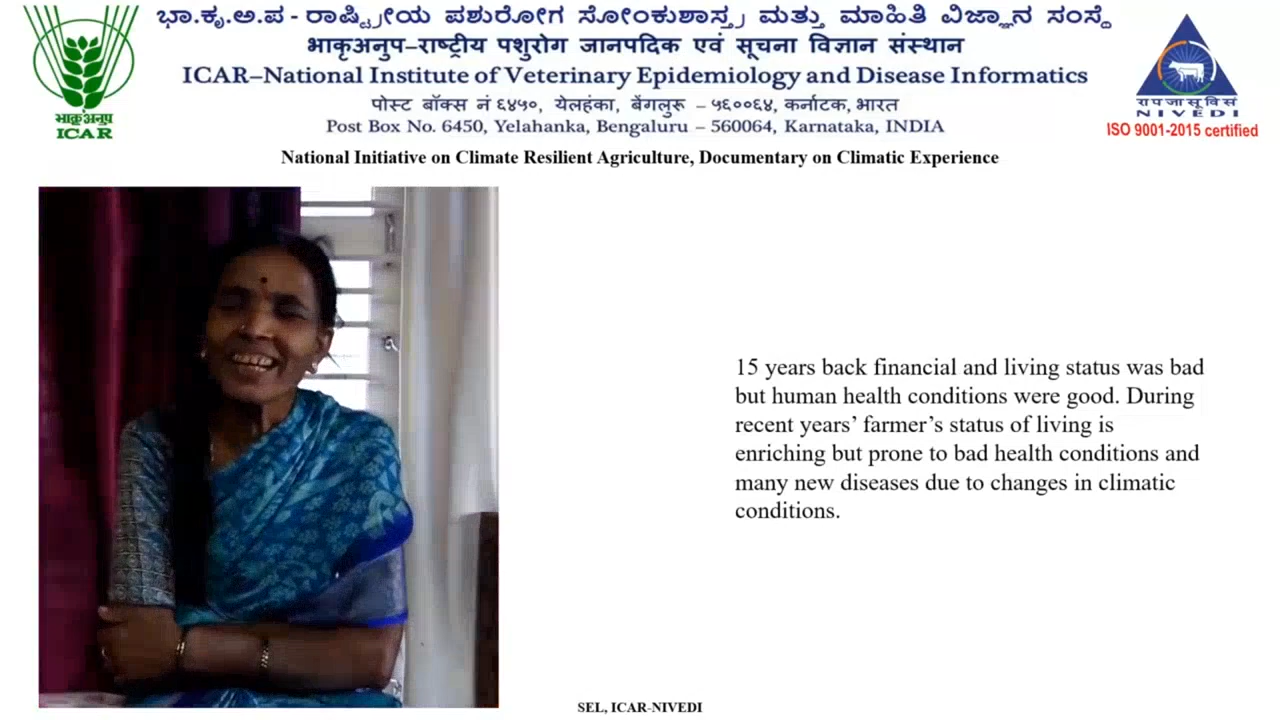 ಭಾ.ಕೃ.ಅ.ಪ - ರಾಷ್ಟ್ರೀಯ ಪಶುರೋಗ ಸೋಂಕುಶಾಸ್ತ್ರ ಮತ್ತು ಮಾಹಿತಿ ವಿಜ್ಞಾನ ಸಂಸ್ಥೆ
भाकृअनुप–राष्ट्रीय पशुरोग जानपदिक एवं सूचना विज्ञान संस्थान
ICAR–National Institute of Veterinary Epidemiology and Disease Informatics
पोस्ट बॉक्स नं ६४५०, येलहंका, बेंगलुरू – ५६००६४, कर्नाटक, भारत
Post Box No. 6450, Yelahanka, Bengaluru – 560064, Karnataka, INDIA
भाकृअनुप
ICAR
रापजासूविसं
NIVEDI
ISO 9001-2015 certified
National Initiative on Climate Resilient Agriculture, Documentary on Climatic Experience
15 years back financial and living status was bad
but human health conditions were good. During
recent years’ farmer’s status of living is
enriching but prone to bad health conditions and
many new diseases due to changes in climatic
conditions.
SEL, ICAR-NIVEDI